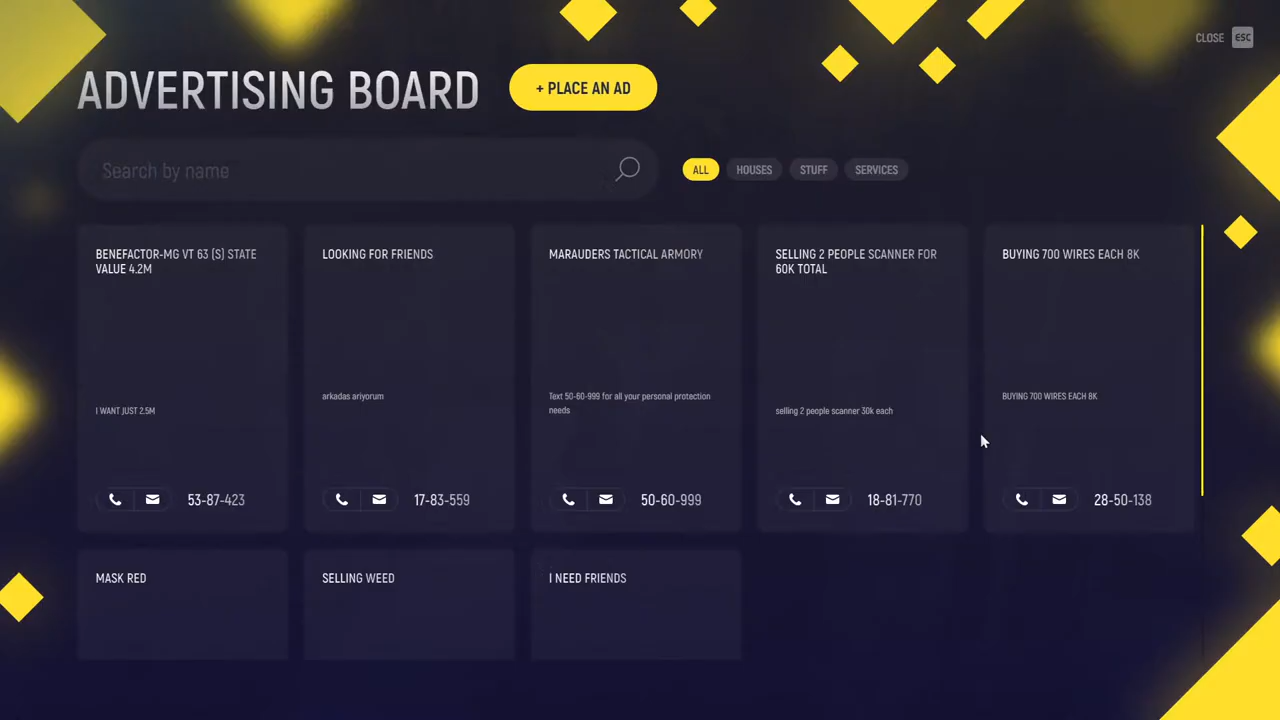 CLOSE ESC
ADVERTISING BOARD
+ PLACE AN AD
Search by name
ALL
HOUSES
STUFF
SERVICES
BENEFACTOR-MG VT 63 (S) STATE
VALUE 4.2M
I WANT JUST 2.5M
53-87-423
LOOKING FOR FRIENDS
arkadas ariyorum
17-83-559
MARAUDERS TACTICAL ARMORY
Text 50-60-999 for all your personal protection
needs
50-60-999
SELLING 2 PEOPLE SCANNER FOR
60K TOTAL
selling 2 people scanner 30k each
18-81-770
BUYING 700 WIRES EACH 8K
BUYING 700 WIRES EACH 8K
28-50-138
MASK RED
SELLING WEED
I NEED FRIENDS